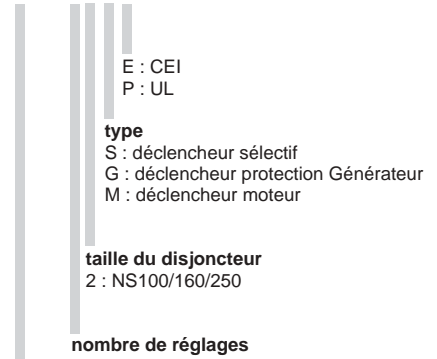 E : CEI
P : UL
type
S : déclencheur sélectif
G : déclencheur protection Générateur
M : déclencheur moteur
taille du disjoncteur
2 : NS100/160/250
nombre de réglages